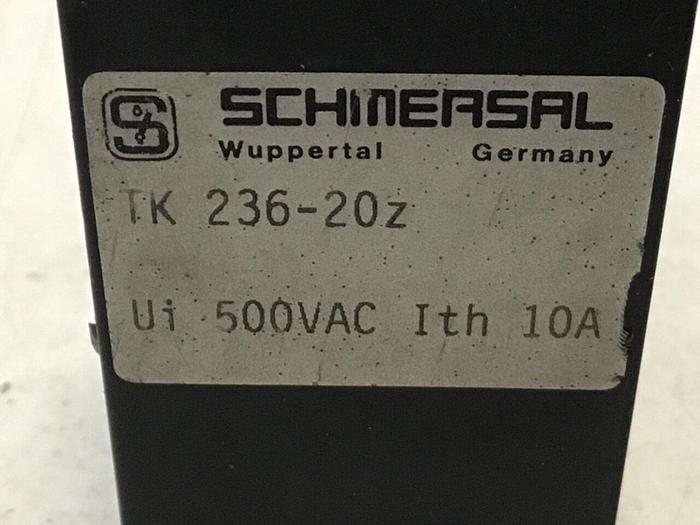 SCHMERSAL
Wuppertal Germany
TK 236-20z
Ui 500VAC Ith 10A